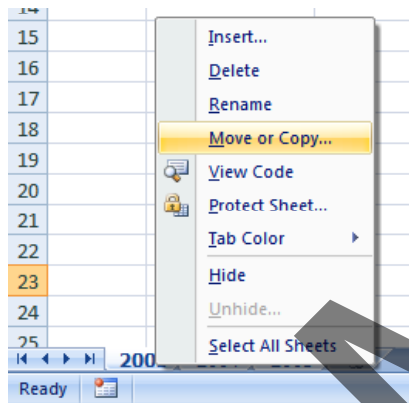 15
Insert...
16
Delete
17
Rename
18
Move or Copy...
19
View Code
20
Protect Sheet...
21
Tab Color
22
23
Hide
24
Unhide...
25
Select All Sheets
Ready